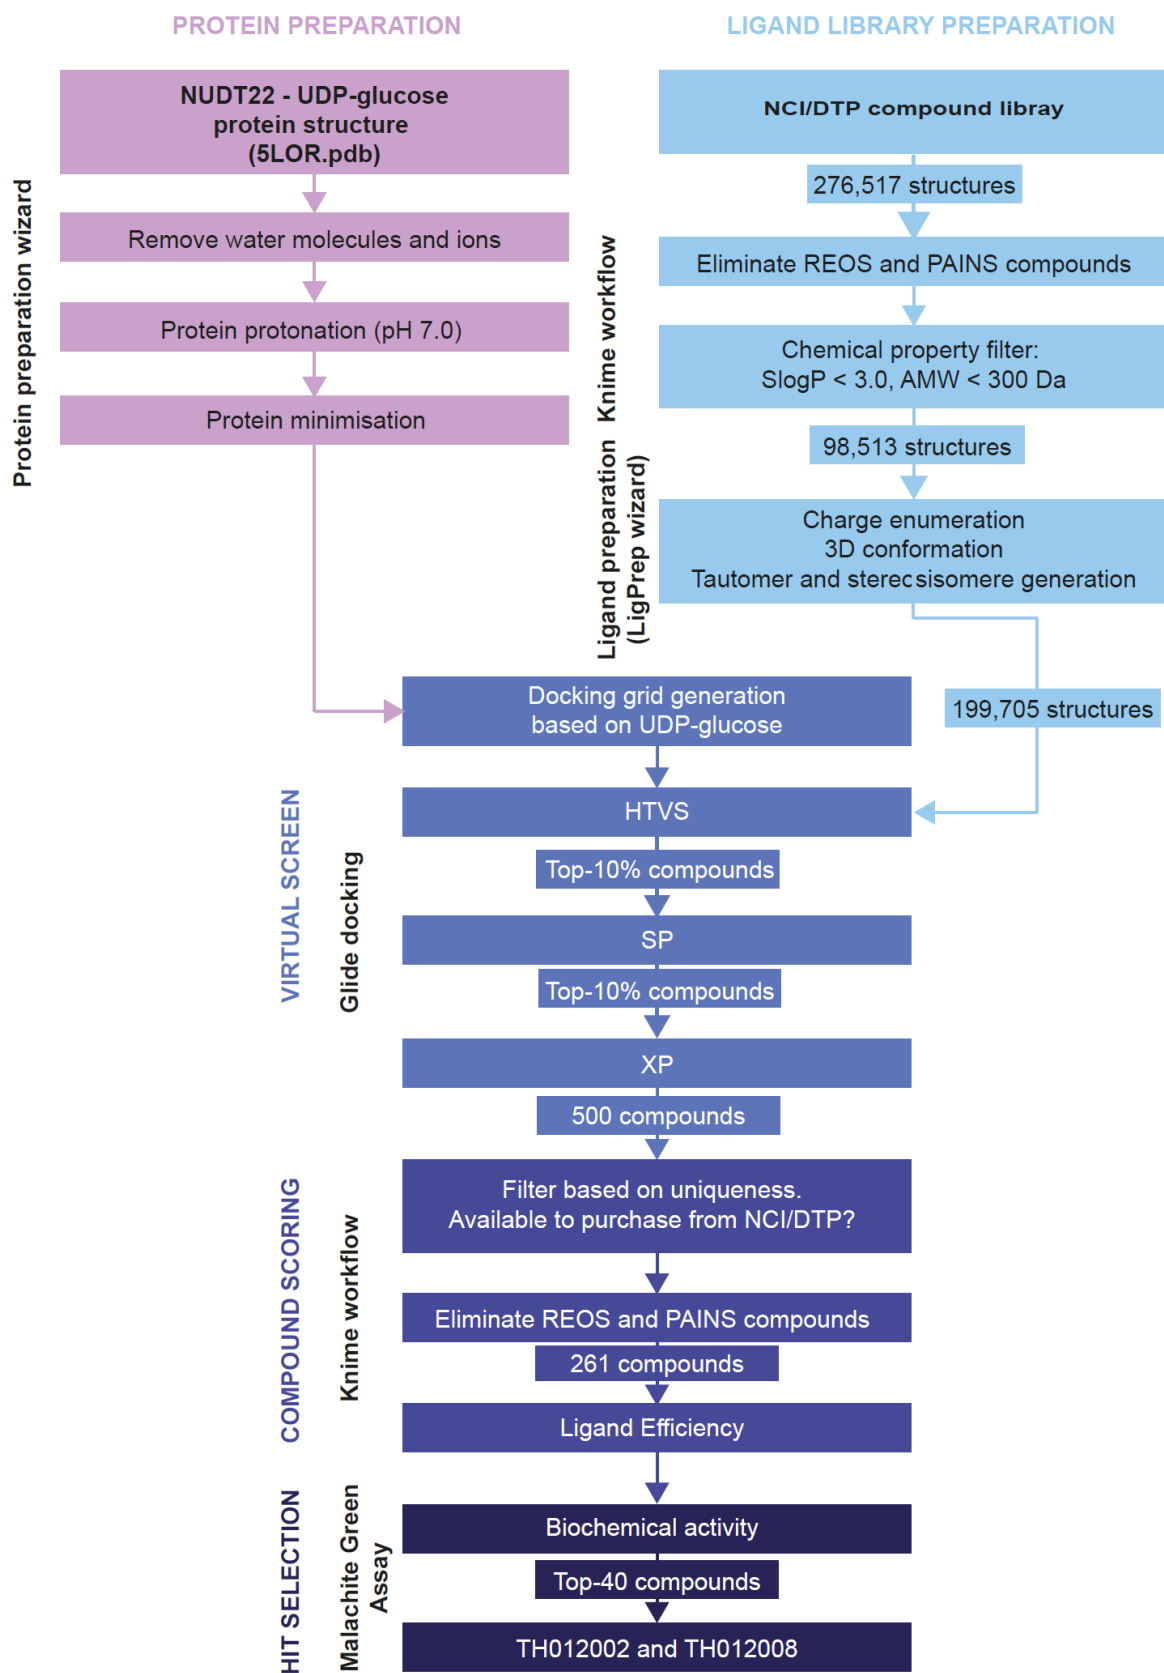 PROTEIN PREPARATION
NUDT22 - UDP-glucose
protein structure
(5LOR.pdb)
Remove water molecules and ions
Protein protonation (pH 7.0)
Protein minimisation
Protein preparation wizard
LIGAND LIBRARY PREPARATION
NCI/DTP compound libray
276,517 structures
Eliminate REOS and PAINS compounds
Chemical property filter:
SlogP < 3.0, AMW < 300 Da
98,513 structures
Charge enumeration
3D conformation
Tautomer and sterecsisomere generation
199,705 structures
Knime workflow
Ligand preparation
(LigPrep wizard)
Docking grid generation
based on UDP-glucose
HTVS
Top-10% compounds
SP
Top-10% compounds
XP
500 compounds
VIRTUAL SCREEN
Glide docking
Filter based on uniqueness.
Available to purchase from NCI/DTP?
Eliminate REOS and PAINS compounds
261 compounds
Ligand Efficiency
COMPOUND SCORING
Knime workflow
Biochemical activity
Top-40 compounds
TH012002 and TH012008
HIT SELECTION
Malachite Green
Assay